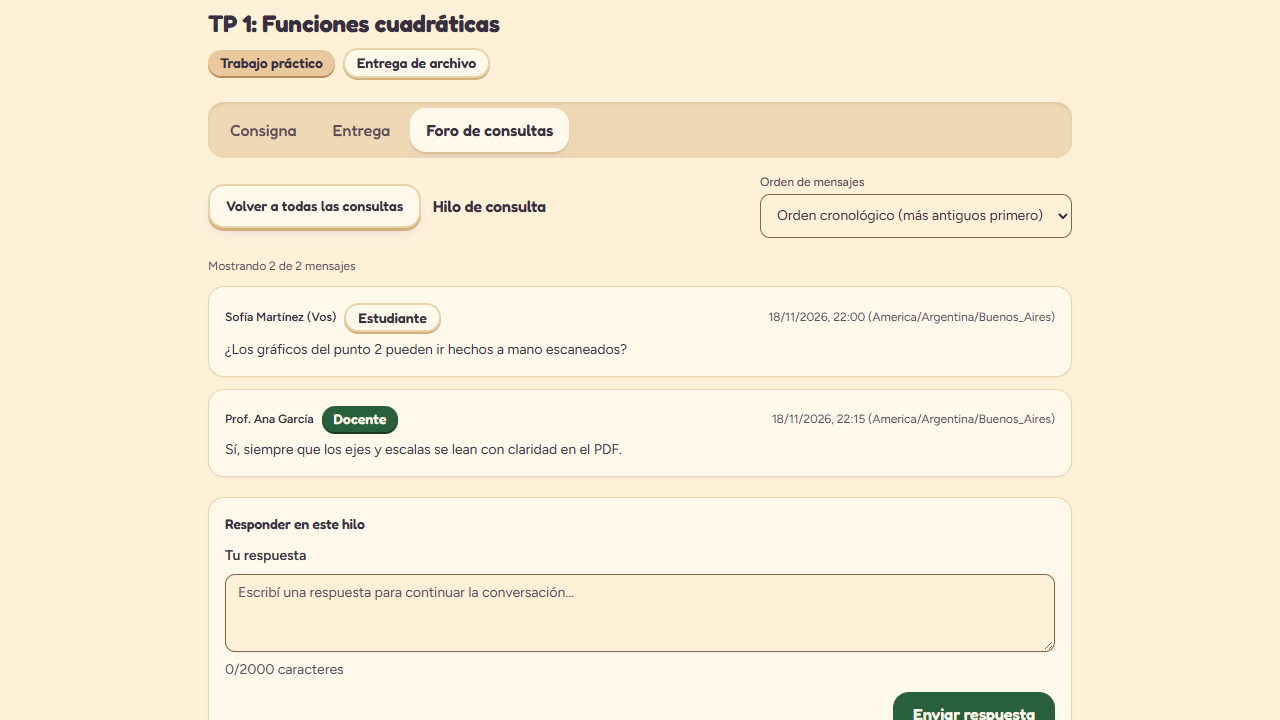 TP 1: Funciones cuadráticas
Trabajo práctico
Entrega de archivo
Consigna
Entrega
Foro de consultas
Volver a todas las consultas
Hilo de consulta
Orden de mensajes
Orden cronológico (más antiguos primero)
Mostrando 2 de 2 mensajes
Sofía Martínez (Vos)
Estudiante
18/11/2026, 22:00 (America/Argentina/Buenos_Aires)
¿Los gráficos del punto 2 pueden ir hechos a mano escaneados?
Prof. Ana García
Docente
18/11/2026, 22:15 (America/Argentina/Buenos_Aires)
Sí, siempre que los ejes y escalas se lean con claridad en el PDF.
Responder en este hilo
Tu respuesta
Escribí una respuesta para continuar la conversación...
0/2000 caracteres
Enviar respuesta